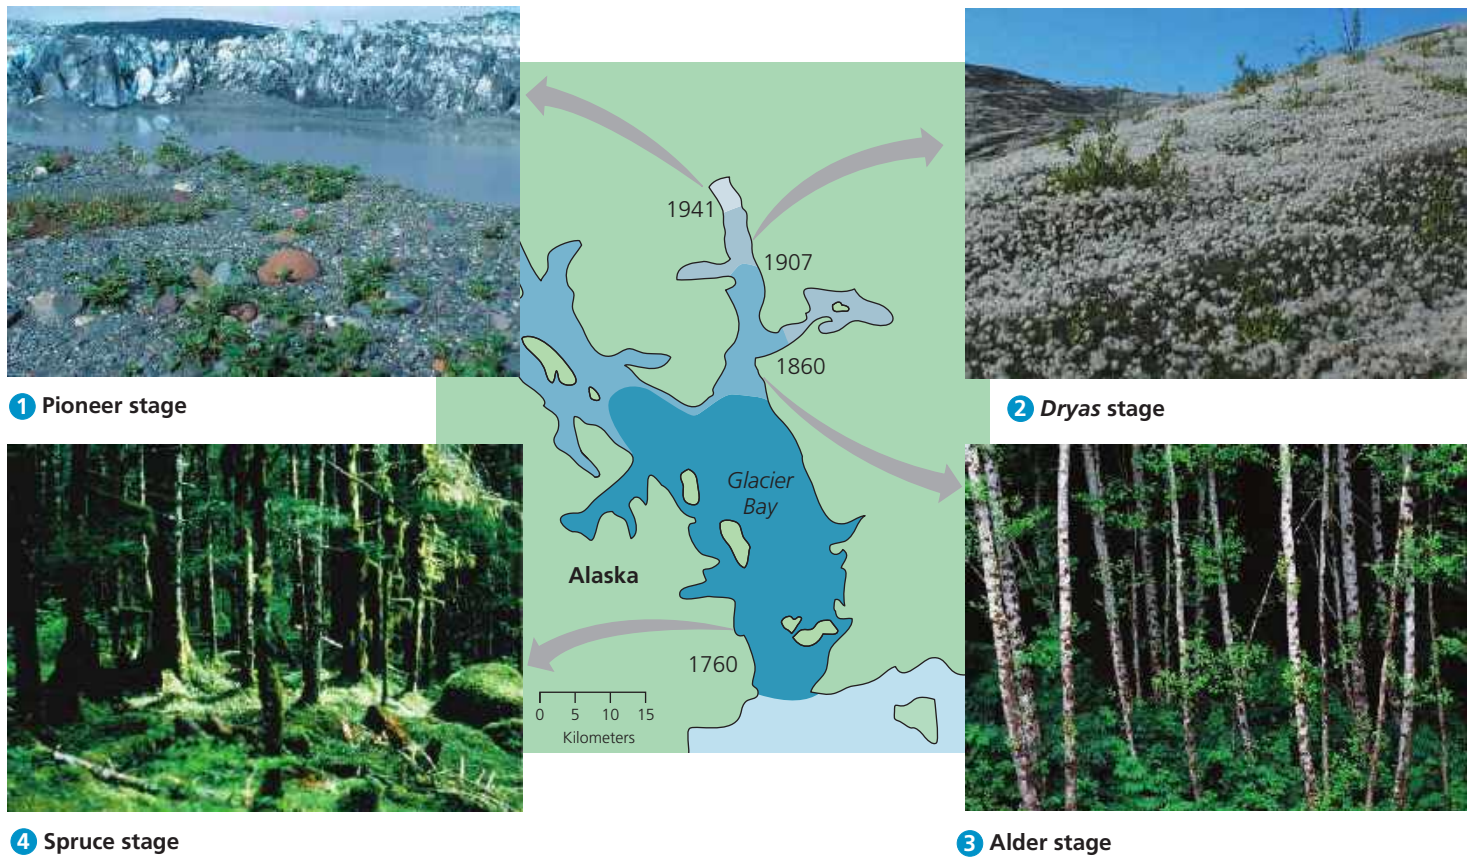 1941
1907
1860
1 Pioneer stage
2 Dryas stage
Glacier
Bay
Alaska
1760
0 5 10 15
Kilometers
4 Spruce stage
3 Alder stage